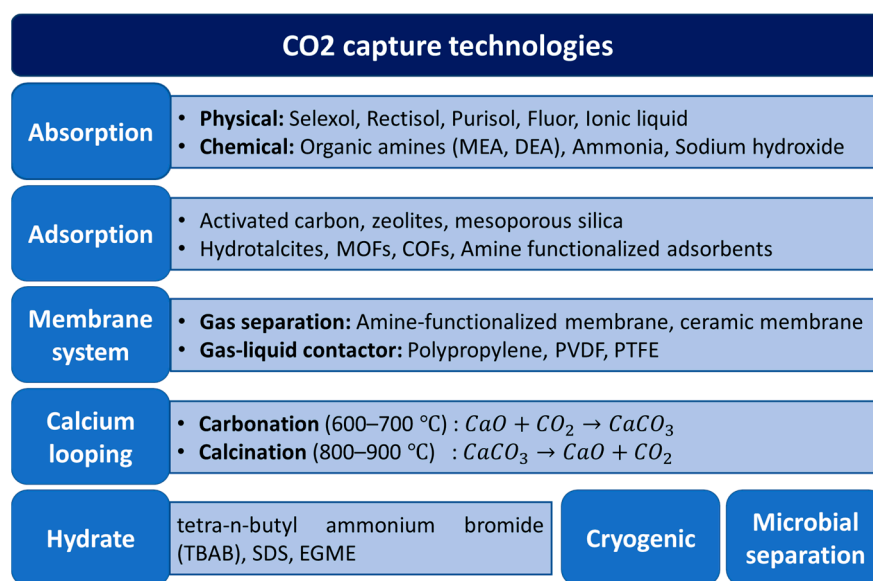 CO2 capture technologies
Absorption
• Physical: Selexol, Rectisol, Purisol, Fluor, Ionic liquid
• Chemical: Organic amines (MEA, DEA), Ammonia, Sodium hydroxide
Adsorption
• Activated carbon, zeolites, mesoporous silica
• Hydrotalcites, MOFs, COFs, Amine functionalized adsorbents
Membrane
system
• Gas separation: Amine-functionalized membrane, ceramic membrane
• Gas-liquid contactor: Polypropylene, PVDF, PTFE
Calcium
looping
• Carbonation (600–700 °C) : CaO + CO₂ → CaCO₃
• Calcination (800–900 °C) : CaCO₃ → CaO + CO₂
Hydrate
tetra-n-butyl ammonium bromide
(TBAB), SDS, EGME
Cryogenic
Microbial
separation